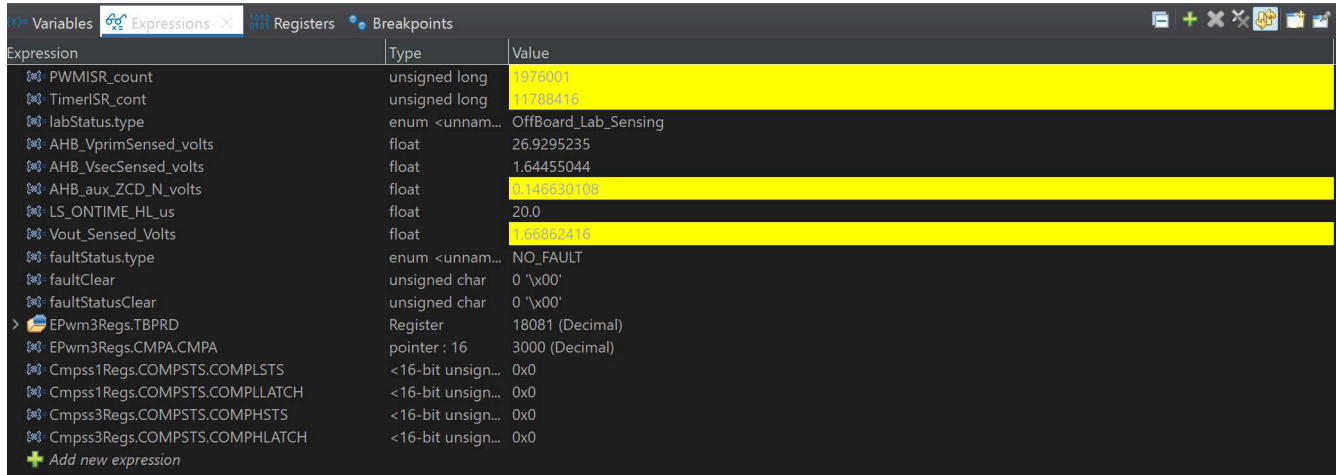 (x)= Variables Expressions Registers Breakpoints
Expression Type Value
PWMISR_count unsigned long 1976001
TimerISR_cont unsigned long 11788416
labStatus.type enum <unnam... OffBoard_Lab_Sensing
AHB_VprimSensed_volts float 26.9295235
AHB_VsecSensed_volts float 1.64455044
AHB_aux_ZCD_N_volts float 0.146630108
LS_ONTIME_HL_us float 20.0
Vout_Sensed_Volts float 1.66862416
faultStatus.type enum <unnam... NO_FAULT
faultClear unsigned char 0 '\x00'
faultStatusClear unsigned char 0 '\x00'
EPwm3Regs.TBPRD Register 18081 (Decimal)
EPwm3Regs.CMPA.CMPA pointer : 16 3000 (Decimal)
Cmpss1Regs.COMPSTS.COMPLSTS <16-bit unsign... 0x0
Cmpss1Regs.COMPSTS.COMPLLATCH <16-bit unsign... 0x0
Cmpss3Regs.COMPSTS.COMPHSTS <16-bit unsign... 0x0
Cmpss3Regs.COMPSTS.COMPHLATCH <16-bit unsign... 0x0
Add new expression